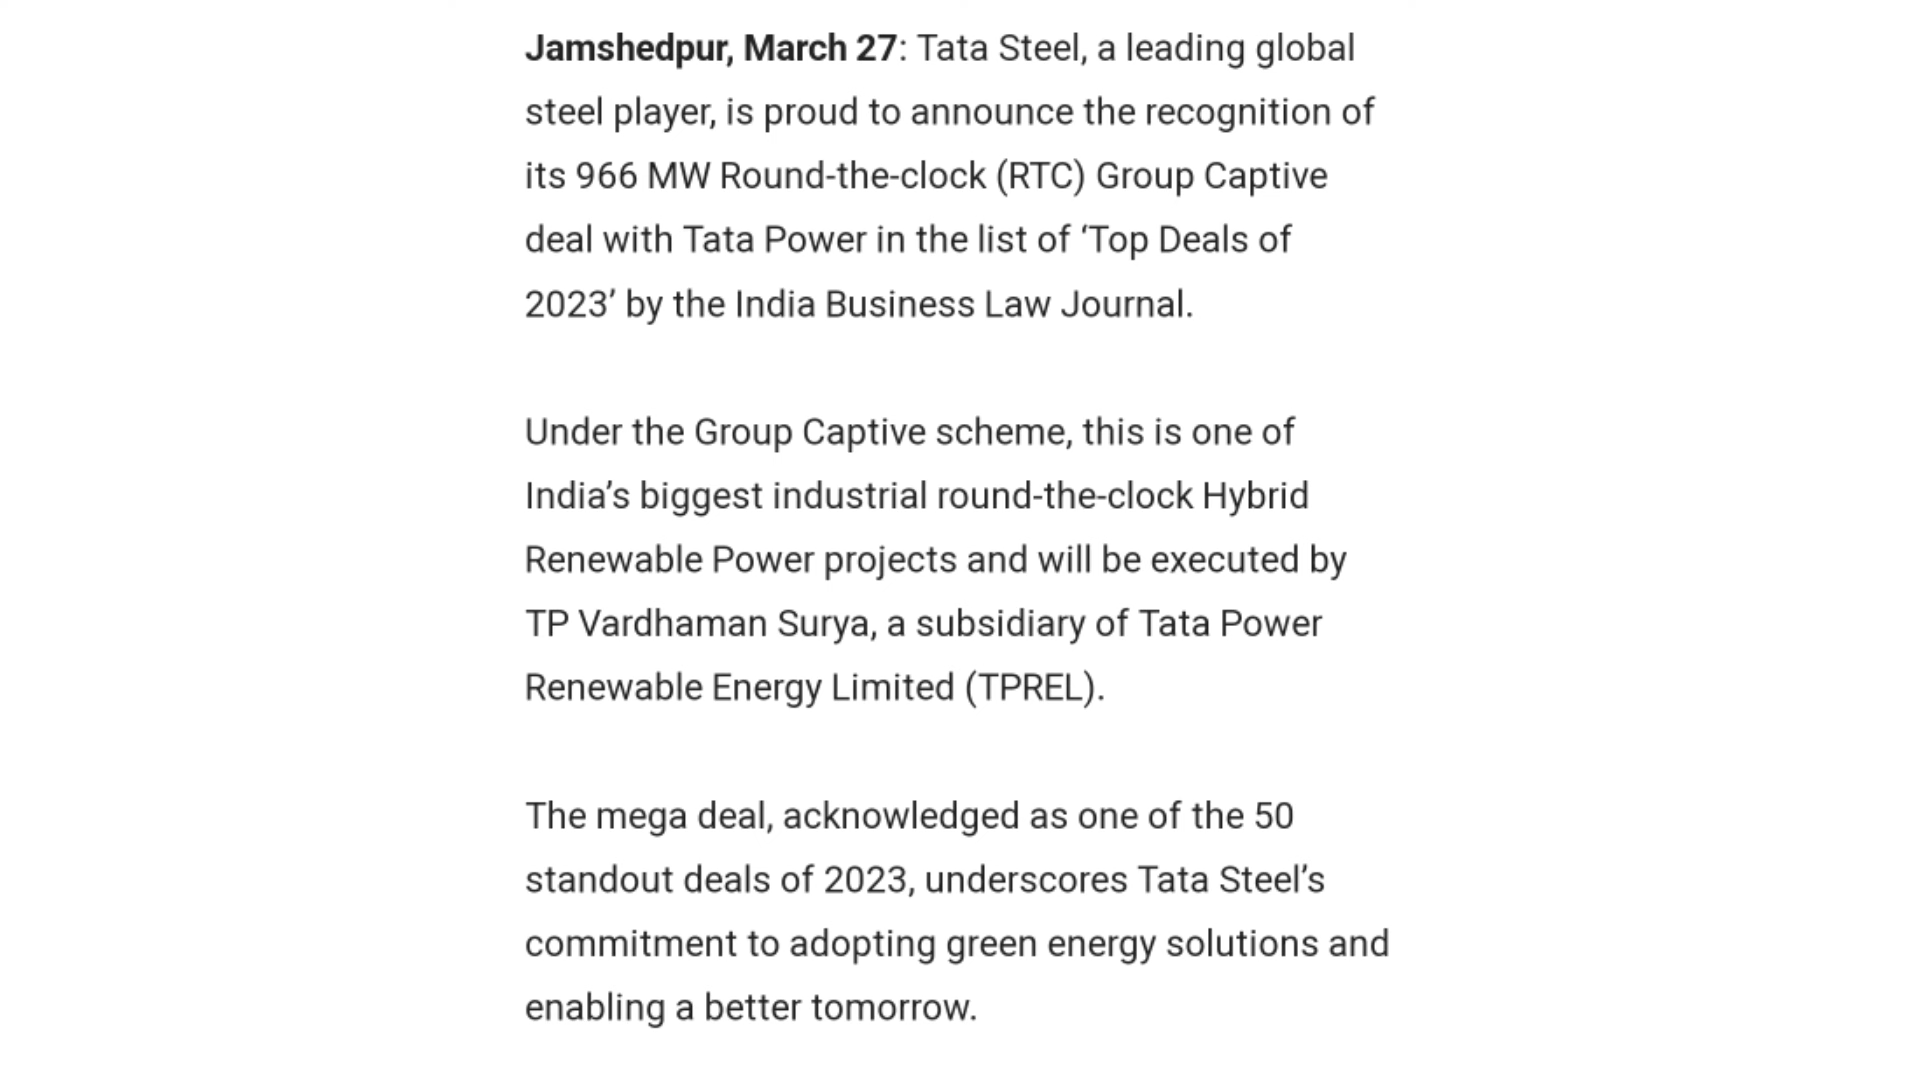 Jamshedpur, March 27: Tata Steel, a leading global
steel player, is proud to announce the recognition of
its 966 MW Round-the-clock (RTC) Group Captive
deal with Tata Power in the list of ‘Top Deals of
2023’ by the India Business Law Journal.
Under the Group Captive scheme, this is one of
India’s biggest industrial round-the-clock Hybrid
Renewable Power projects and will be executed by
TP Vardhaman Surya, a subsidiary of Tata Power
Renewable Energy Limited (TPREL).
The mega deal, acknowledged as one of the 50
standout deals of 2023, underscores Tata Steel’s
commitment to adopting green energy solutions and
enabling a better tomorrow.